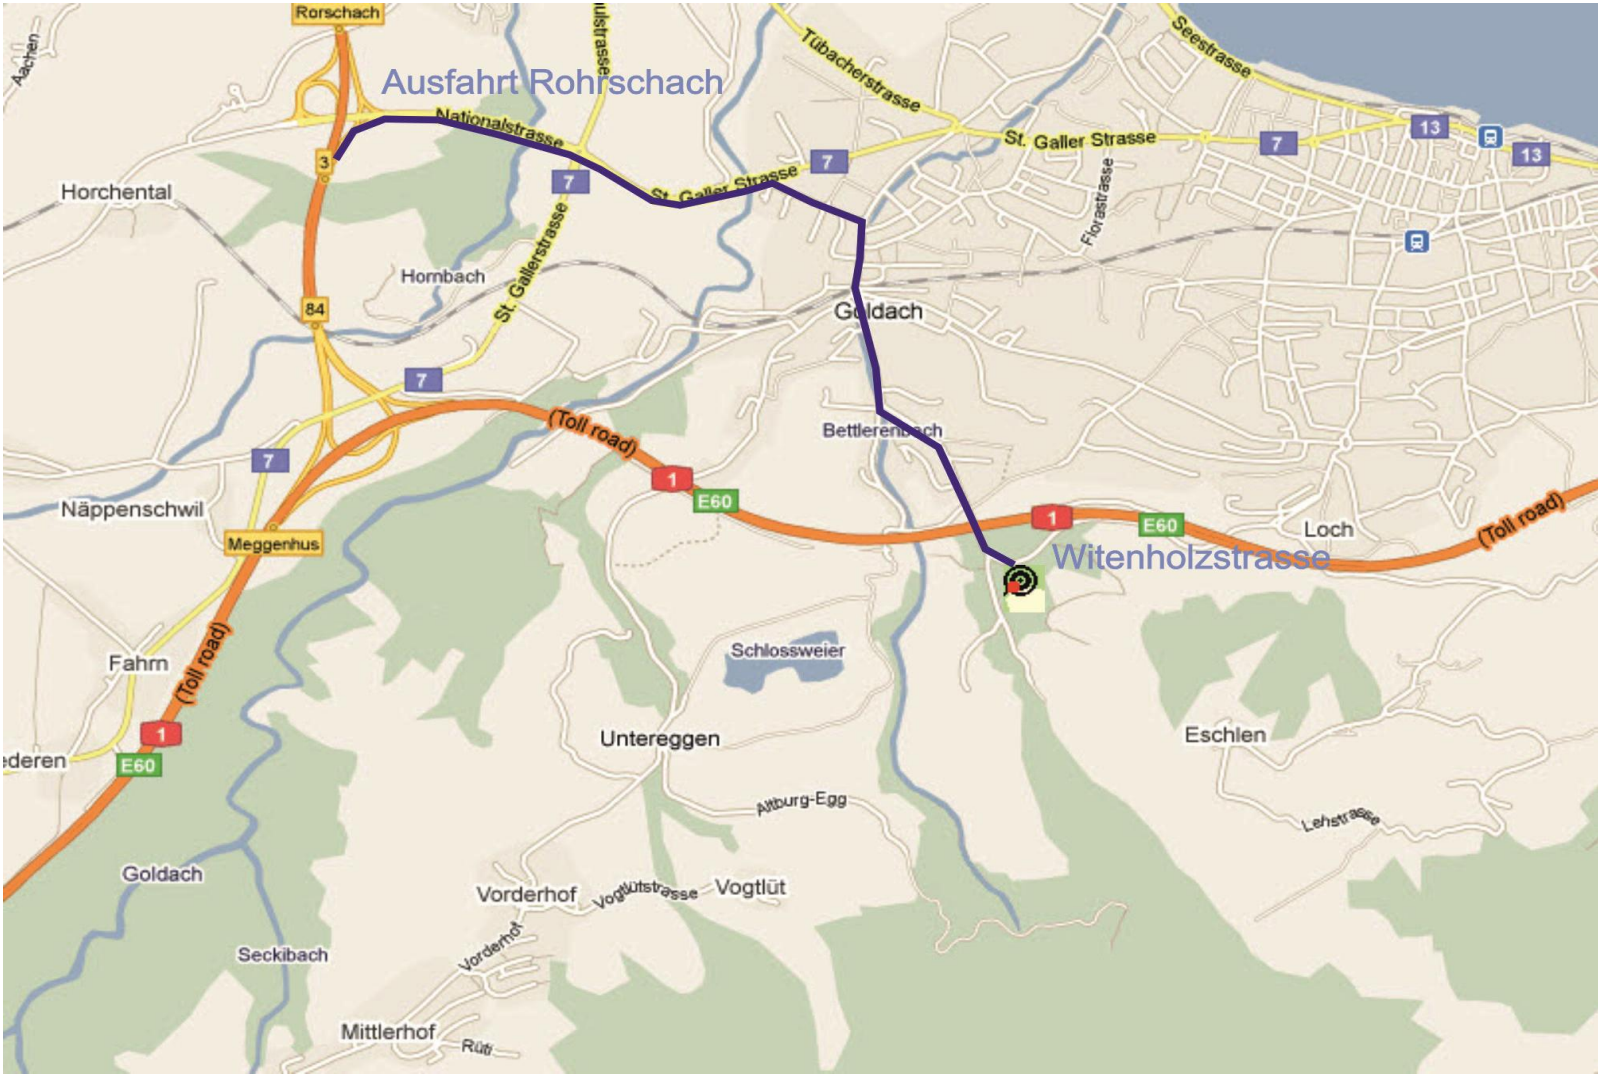 Rorschach
Aachen
ulstrasse
Seestrasse
Tübacherstrasse
Ausfahrt Rohrschach
Nationalstrasse
13
St. Galler Strasse
7
13
3
7
St. Galler Strasse
7
Horchental
Florastrasse
St. Gallerstrasse
Hornbach
84
Goldach
7
(Toll road)
Bettlerenbach
7
1
E60
Näppenschwil
1
E60
Loch
(Toll road)
Meggenhus
Witenholzstrasse
Fahrn
(Toll road)
Schlossweier
1
Untereggen
Eschlen
ederen
E60
Altburg-Egg
Lehstrasse
Goldach
Vorderhof
Vogtlütstrasse
Vogtlüt
Vorderhof
Seckibach
Mittlerhof
Rüti